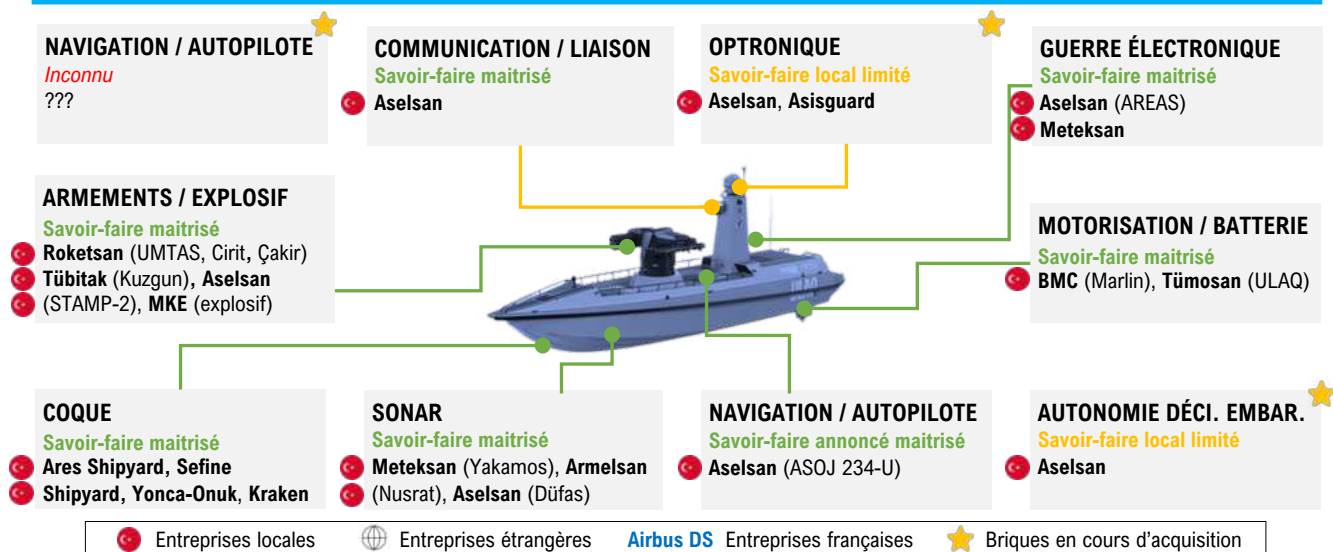 NAVIGATION / AUTOPILOTE
Inconnu
???
COMMUNICATION / LIAISON
Savoir-faire maitrisé
Aselsan
OPTRONIQUE
Savoir-faire local limité
Aselsan, Asisguard
GUERRE ÉLECTRONIQUE
Savoir-faire maitrisé
Aselsan (AREAS)
Meteksan
ARMEMENTS / EXPLOSIF
Savoir-faire maitrisé
Roketsan (UMTAS, Cirit, Çakir)
Tübitak (Kuzgun), Aselsan
(STAMP-2), MKE (explosif)
MOTORISATION / BATTERIE
Savoir-faire maitrisé
BMC (Marlin), Tümosan (ULAQ)
ULAQ
COQUE
Savoir-faire maitrisé
Ares Shipyard, Sefine
Shipyard, Yonca-Onuk, Kraken
SONAR
Savoir-faire maitrisé
Meteksan (Yakamos), Armelsan
(Nusrat), Aselsan (Düfas)
NAVIGATION / AUTOPILOTE
Savoir-faire annoncé maitrisé
Aselsan (ASOJ 234-U)
AUTONOMIE DÉCI. EMBAR.
Savoir-faire local limité
Aselsan
Entreprises locales
Entreprises étrangères
Airbus DS Entreprises françaises
Briques en cours d'acquisition